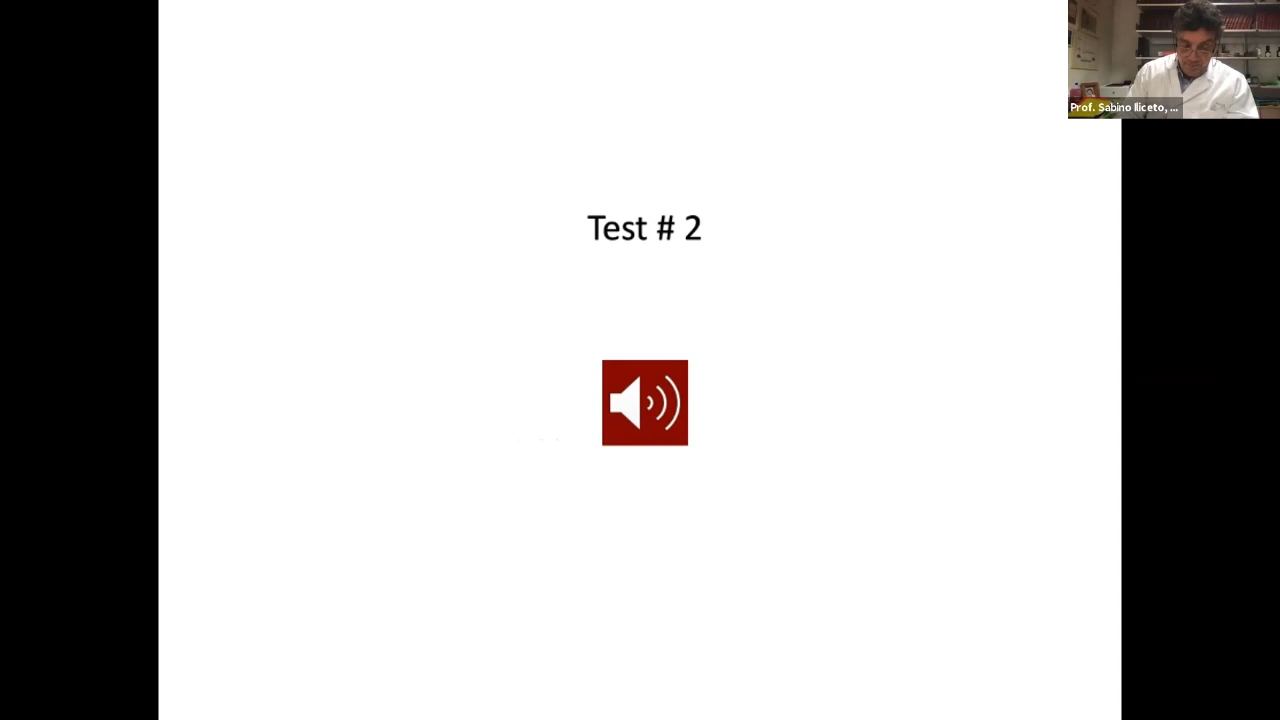 Prof. Sabino Iliceto, ...
Test # 2